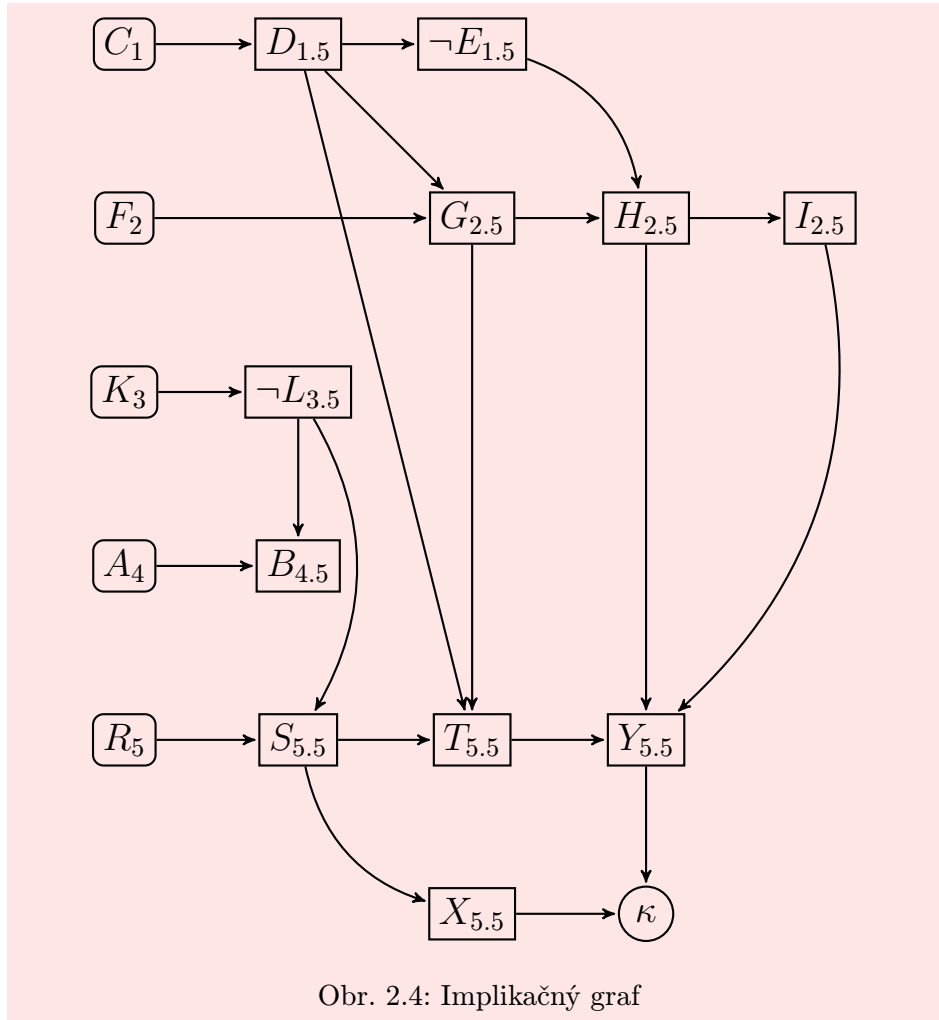 C₁ D₁.₅ ¬E₁.₅
F₂ G₂.₅ H₂.₅ I₂.₅
K₃ ¬L₃.₅
A₄ B₄.₅
R₅ S₅.₅ T₅.₅ Y₅.₅
X₅.₅ κ
Obr. 2.4: Implikačný graf